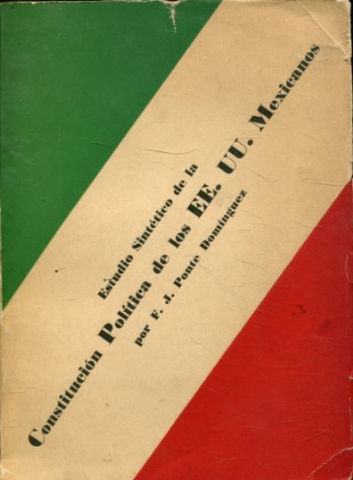 Estudio Sintético de la
Constitución Política de los EE. UU. Mexicanos
por F. J. Ponte Domínguez